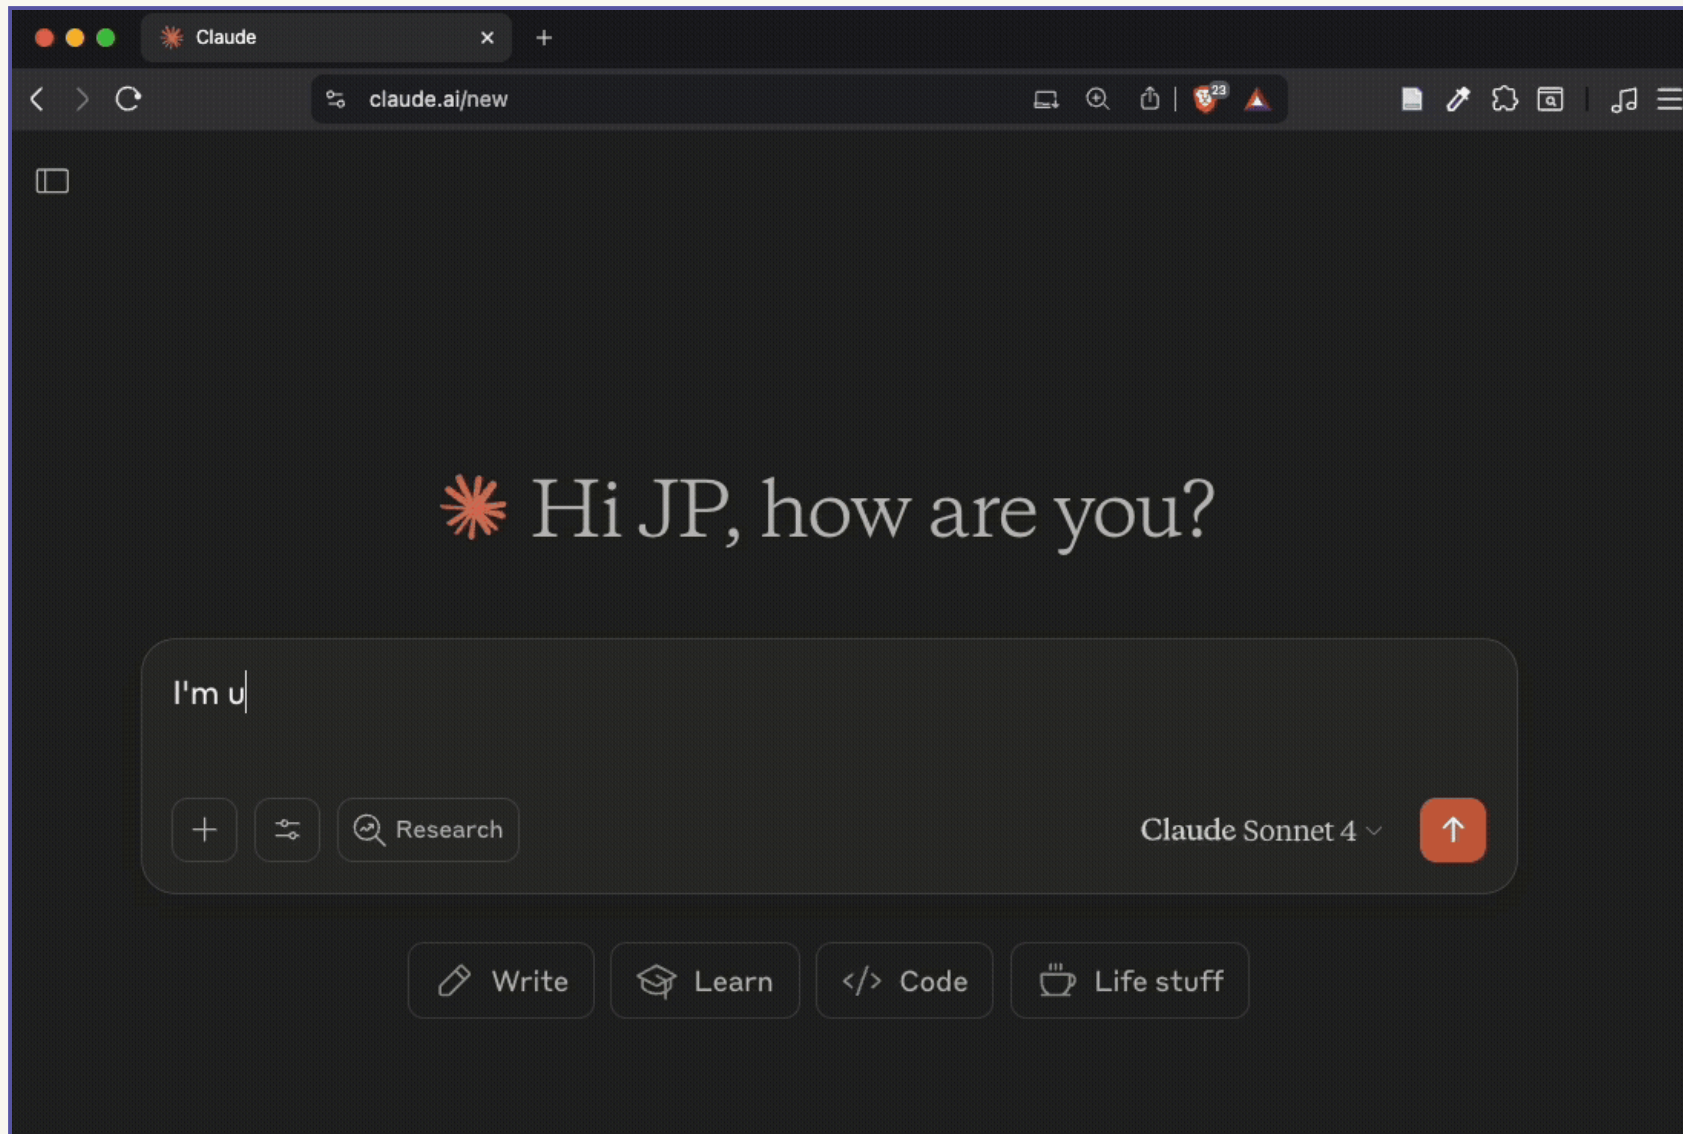 Claude
claude.ai/new
23
Hi JP, how are you?
I'm u
Research
Claude Sonnet 4
Write
Learn
Code
Life stuff